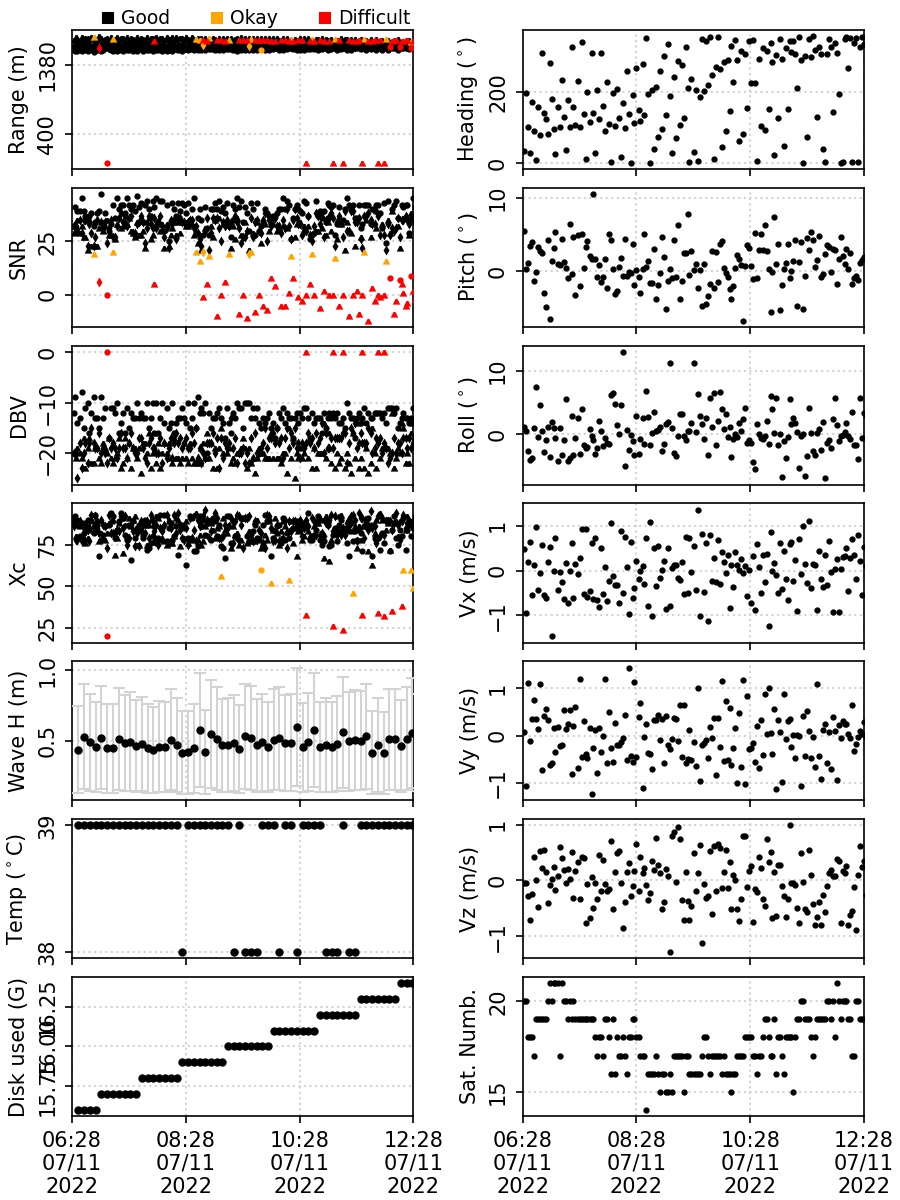 Good Okay Difficult
Range (m)
1380
400
Heading (°)
200
0
SNR
25
0
Pitch (°)
10
0
DBV
0
−10
−20
Roll (°)
10
0
Xc
75
50
25
Vx (m/s)
1
0
−1
Wave H (m)
1.0
0.5
Vy (m/s)
1
0
−1
Temp (°C)
39
38
Vz (m/s)
1
0
−1
Disk used (G)
16.25
16.00
15.75
Sat. Numb.
20
15
06:28 08:28 10:28 12:28
07/11 07/11 07/11 07/11
2022 2022 2022 2022
06:28 08:28 10:28 12:28
07/11 07/11 07/11 07/11
2022 2022 2022 2022